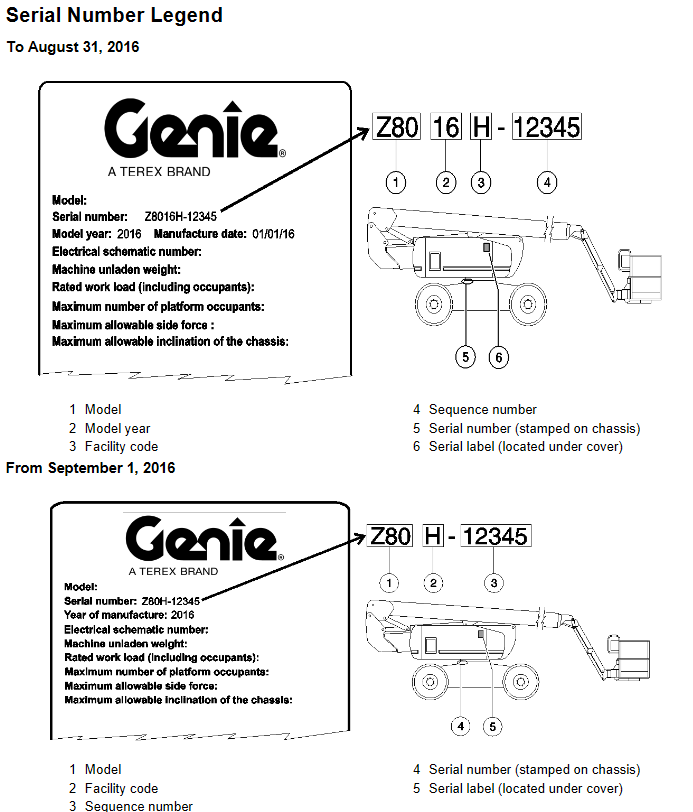 Serial Number Legend
To August 31, 2016
Genie®
A TEREX BRAND
Model:
Serial number: Z8016H-12345
Model year: 2016 Manufacture date: 01/01/16
Electrical schematic number:
Machine unladen weight:
Rated work load (including occupants):
Maximum number of platform occupants:
Maximum allowable side force :
Maximum allowable inclination of the chassis:
Z80 16 H - 12345
1 2 3 4
5 6
1 Model
2 Model year
3 Facility code
4 Sequence number
5 Serial number (stamped on chassis)
6 Serial label (located under cover)
From September 1, 2016
Genie®
A TEREX BRAND
Model:
Serial number: Z80H-12345
Year of manufacture: 2016
Electrical schematic number:
Machine unladen weight:
Rated work load (including occupants):
Maximum number of platform occupants:
Maximum allowable side force:
Maximum allowable inclination of the chassis:
Z80 H - 12345
1 2 3
4 5
1 Model
2 Facility code
3 Sequence number
4 Serial number (stamped on chassis)
5 Serial label (located under cover)